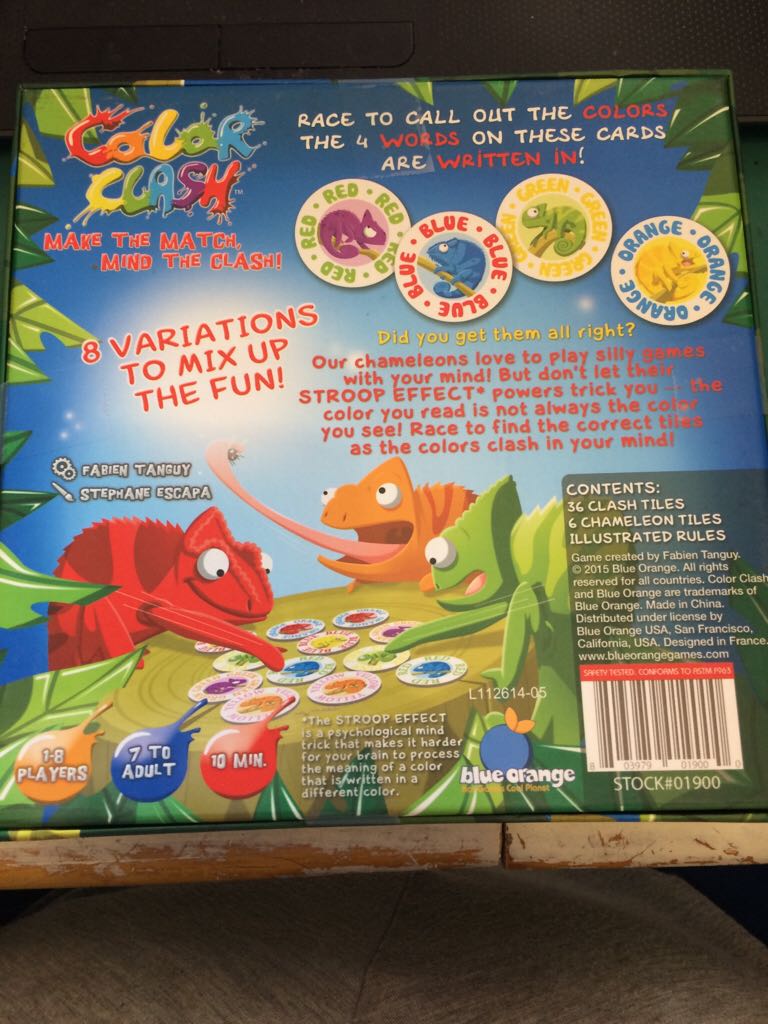 COLOR
CLASH™
MAKE THE MATCH,
MIND THE CLASH!
RACE TO CALL OUT THE COLORS
THE 4 WORDS ON THESE CARDS
ARE WRITTEN IN!
RED • RED • RED • RED • RED
BLUE • BLUE • BLUE • BLUE
GREEN • GREEN • GREEN • GREEN
ORANGE • ORANGE • ORANGE
8 VARIATIONS
TO MIX UP
THE FUN!
Did you get them all right?
Our chameleons love to play silly games
with your mind! But don't let their
STROOP EFFECT* powers trick you — the
color you read is not always the color
you see! Race to find the correct tiles
as the colors clash in your mind!
FABIEN TANGUY
STEPHANE ESCAPA
CONTENTS:
36 CLASH TILES
6 CHAMELEON TILES
ILLUSTRATED RULES
Game created by Fabien Tanguy.
© 2015 Blue Orange. All rights
reserved for all countries. Color Clash
and Blue Orange are trademarks of
Blue Orange. Made in China.
Distributed under license by
Blue Orange USA, San Francisco,
California, USA. Designed in France.
www.blueorangegames.com
SAFETY TESTED. CONFORMS TO ASTM F963
8 03979 01900 0
STOCK#01900
L112614-05
1-8
PLAYERS
7 TO
ADULT
10 MIN.
*The STROOP EFFECT
is a psychological mind
trick that makes it harder
for your brain to process
the meaning of a color
that is written in a
different color.
blue orange
Hot Games Cool Planet